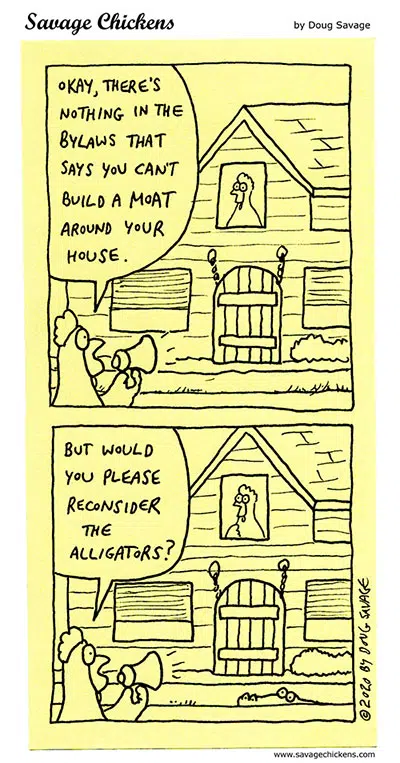 Savage Chickens
by Doug Savage
OKAY, THERE'S
NOTHING IN THE
BYLAWS THAT
SAYS YOU CAN'T
BUILD A MOAT
AROUND YOUR
HOUSE.
BUT WOULD
YOU PLEASE
RECONSIDER
THE
ALLIGATORS?
©2020 BY DOUG SAVAGE
www.savagechickens.com